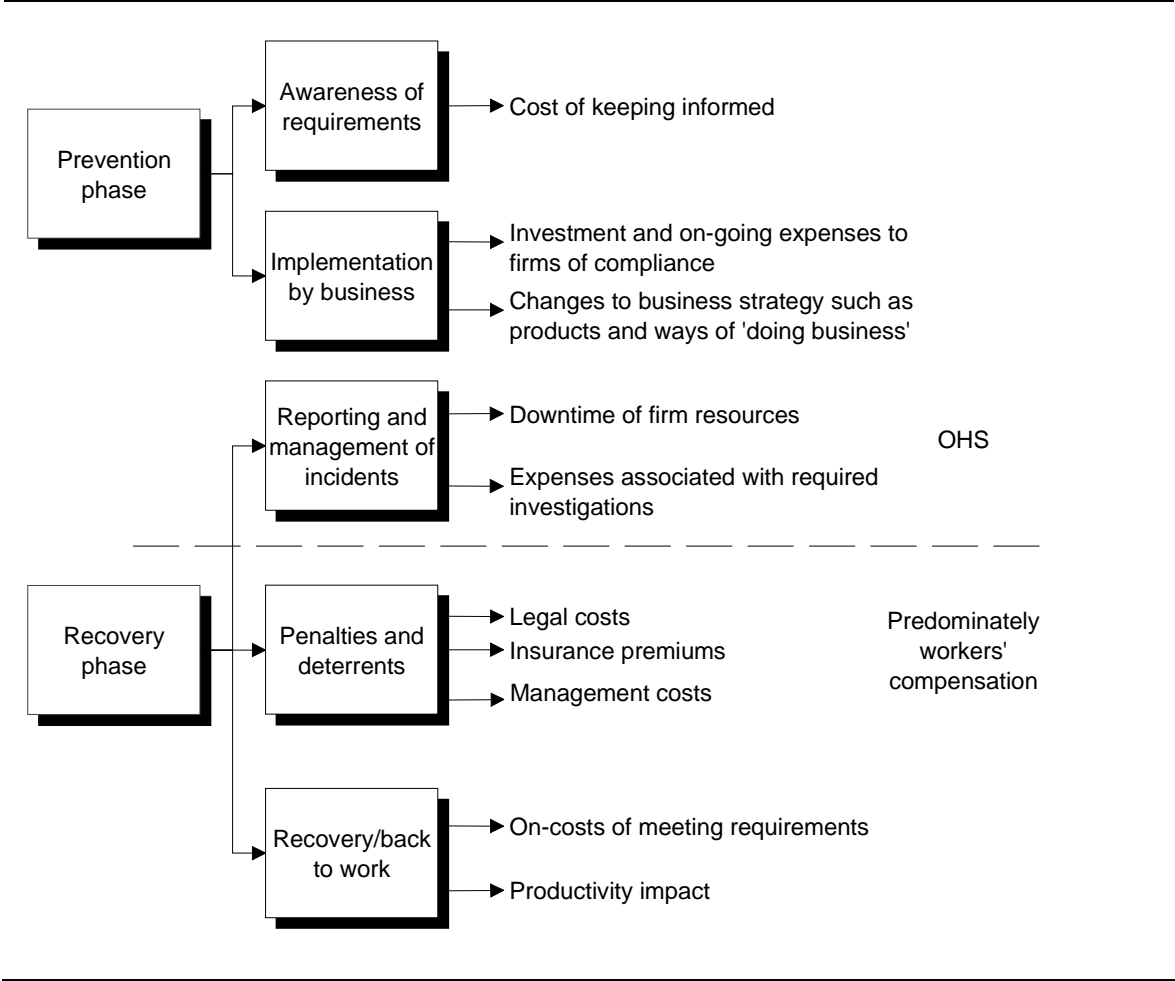 Prevention
phase
Awareness of
requirements
Cost of keeping informed
Implementation
by business
Investment and on-going expenses to
firms of compliance
Changes to business strategy such as
products and ways of 'doing business'
Reporting and
management of
incidents
Downtime of firm resources
Expenses associated with required
investigations
OHS
Recovery
phase
Penalties and
deterrents
Legal costs
Insurance premiums
Management costs
Predominately
workers'
compensation
Recovery/back
to work
On-costs of meeting requirements
Productivity impact